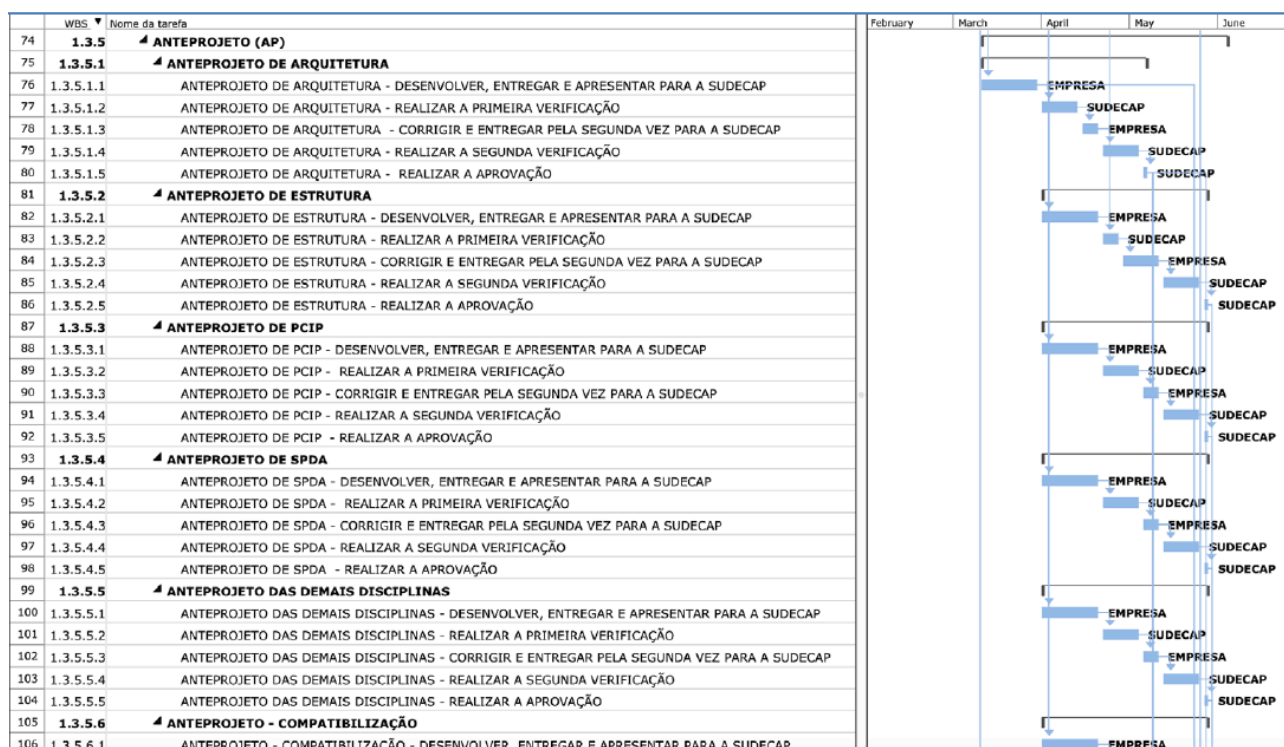 WBS Nome da tarefa February March April May June
74 1.3.5 ANTEPROJETO (AP)
75 1.3.5.1 ANTEPROJETO DE ARQUITETURA
76 1.3.5.1.1 ANTEPROJETO DE ARQUITETURA - DESENVOLVER, ENTREGAR E APRESENTAR PARA A SUDECAP EMPRESA
77 1.3.5.1.2 ANTEPROJETO DE ARQUITETURA - REALIZAR A PRIMEIRA VERIFICAÇÃO SUDECAP
78 1.3.5.1.3 ANTEPROJETO DE ARQUITETURA - CORRIGIR E ENTREGAR PELA SEGUNDA VEZ PARA A SUDECAP EMPRESA
79 1.3.5.1.4 ANTEPROJETO DE ARQUITETURA - REALIZAR A SEGUNDA VERIFICAÇÃO SUDECAP
80 1.3.5.1.5 ANTEPROJETO DE ARQUITETURA - REALIZAR A APROVAÇÃO SUDECAP
81 1.3.5.2 ANTEPROJETO DE ESTRUTURA
82 1.3.5.2.1 ANTEPROJETO DE ESTRUTURA - DESENVOLVER, ENTREGAR E APRESENTAR PARA A SUDECAP EMPRESA
83 1.3.5.2.2 ANTEPROJETO DE ESTRUTURA - REALIZAR A PRIMEIRA VERIFICAÇÃO SUDECAP
84 1.3.5.2.3 ANTEPROJETO DE ESTRUTURA - CORRIGIR E ENTREGAR PELA SEGUNDA VEZ PARA A SUDECAP EMPRESA
85 1.3.5.2.4 ANTEPROJETO DE ESTRUTURA - REALIZAR A SEGUNDA VERIFICAÇÃO SUDECAP
86 1.3.5.2.5 ANTEPROJETO DE ESTRUTURA - REALIZAR A APROVAÇÃO SUDECAP
87 1.3.5.3 ANTEPROJETO DE PCIP
88 1.3.5.3.1 ANTEPROJETO DE PCIP - DESENVOLVER, ENTREGAR E APRESENTAR PARA A SUDECAP EMPRESA
89 1.3.5.3.2 ANTEPROJETO DE PCIP - REALIZAR A PRIMEIRA VERIFICAÇÃO SUDECAP
90 1.3.5.3.3 ANTEPROJETO DE PCIP - CORRIGIR E ENTREGAR PELA SEGUNDA VEZ PARA A SUDECAP EMPRESA
91 1.3.5.3.4 ANTEPROJETO DE PCIP - REALIZAR A SEGUNDA VERIFICAÇÃO SUDECAP
92 1.3.5.3.5 ANTEPROJETO DE PCIP - REALIZAR A APROVAÇÃO SUDECAP
93 1.3.5.4 ANTEPROJETO DE SPDA
94 1.3.5.4.1 ANTEPROJETO DE SPDA - DESENVOLVER, ENTREGAR E APRESENTAR PARA A SUDECAP EMPRESA
95 1.3.5.4.2 ANTEPROJETO DE SPDA - REALIZAR A PRIMEIRA VERIFICAÇÃO SUDECAP
96 1.3.5.4.3 ANTEPROJETO DE SPDA - CORRIGIR E ENTREGAR PELA SEGUNDA VEZ PARA A SUDECAP EMPRESA
97 1.3.5.4.4 ANTEPROJETO DE SPDA - REALIZAR A SEGUNDA VERIFICAÇÃO SUDECAP
98 1.3.5.4.5 ANTEPROJETO DE SPDA - REALIZAR A APROVAÇÃO SUDECAP
99 1.3.5.5 ANTEPROJETO DAS DEMAIS DISCIPLINAS
100 1.3.5.5.1 ANTEPROJETO DAS DEMAIS DISCIPLINAS - DESENVOLVER, ENTREGAR E APRESENTAR PARA A SUDECAP EMPRESA
101 1.3.5.5.2 ANTEPROJETO DAS DEMAIS DISCIPLINAS - REALIZAR A PRIMEIRA VERIFICAÇÃO SUDECAP
102 1.3.5.5.3 ANTEPROJETO DAS DEMAIS DISCIPLINAS - CORRIGIR E ENTREGAR PELA SEGUNDA VEZ PARA A SUDECAP EMPRESA
103 1.3.5.5.4 ANTEPROJETO DAS DEMAIS DISCIPLINAS - REALIZAR A SEGUNDA VERIFICAÇÃO SUDECAP
104 1.3.5.5.5 ANTEPROJETO DAS DEMAIS DISCIPLINAS - REALIZAR A APROVAÇÃO SUDECAP
105 1.3.5.6 ANTEPROJETO - COMPATIBILIZAÇÃO
106 1.3.5.6.1 ANTEPROJETO - COMPATIBILIZAÇÃO - DESENVOLVER, ENTREGAR E APRESENTAR PARA A SUDECAP EMPRESA